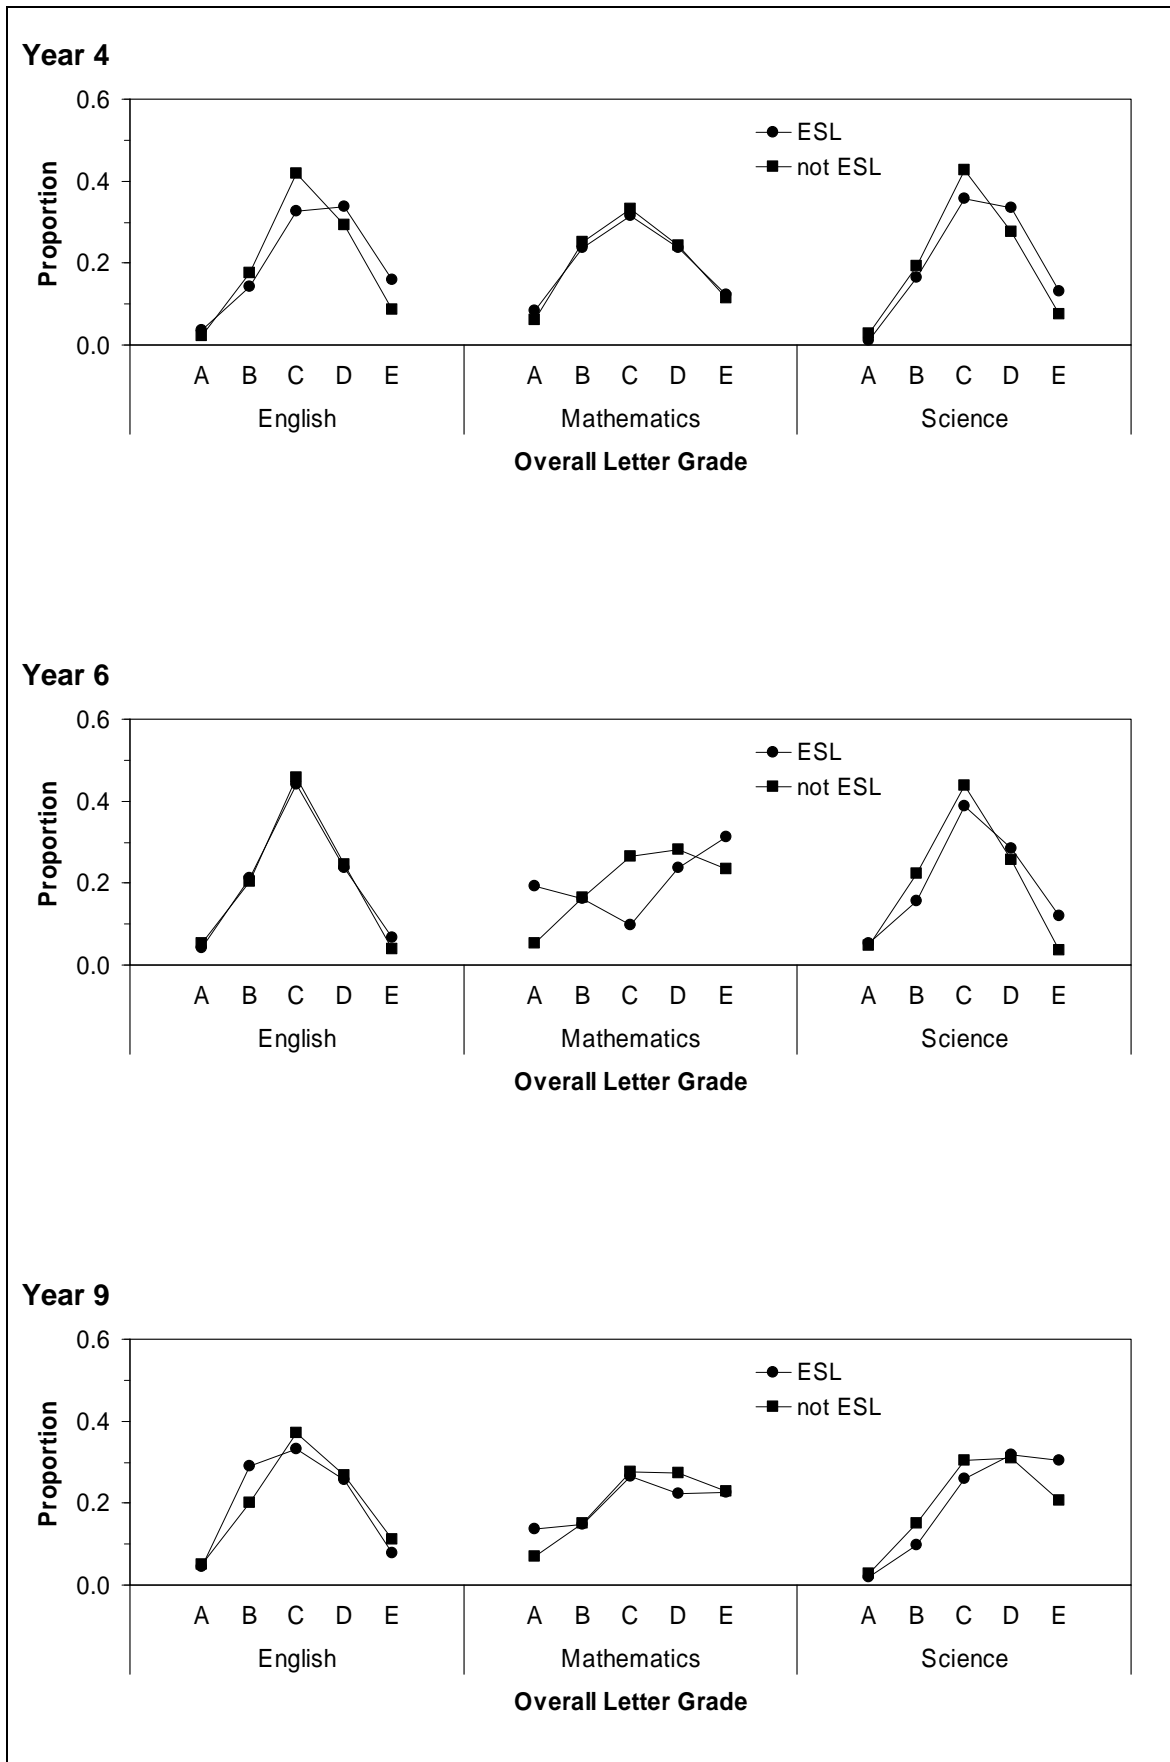 Year 4
0.6
ESL
not ESL
0.4
Proportion
0.2
0.0
A B C D E A B C D E A B C D E
English Mathematics Science
Overall Letter Grade
Year 6
0.6
ESL
not ESL
0.4
Proportion
0.2
0.0
A B C D E A B C D E A B C D E
English Mathematics Science
Overall Letter Grade
Year 9
0.6
ESL
not ESL
0.4
Proportion
0.2
0.0
A B C D E A B C D E A B C D E
English Mathematics Science
Overall Letter Grade